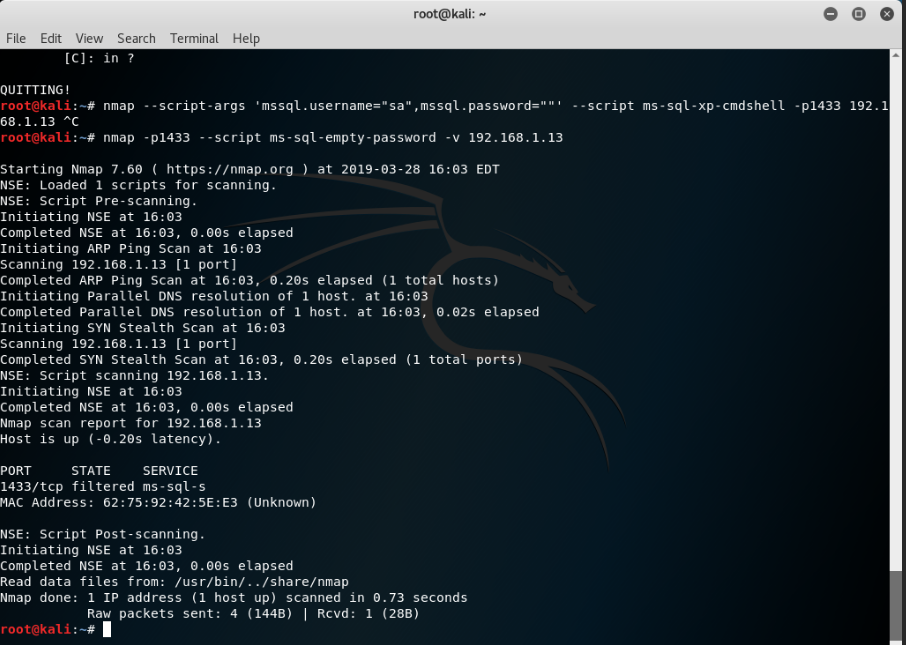 root@kali: ~
File Edit View Search Terminal Help
[C]: in ?
QUITTING!
root@kali:~# nmap --script-args 'mssql.username="sa",mssql.password=""' --script ms-sql-xp-cmdshell -p1433 192.1
68.1.13 ^C
root@kali:~# nmap -p1433 --script ms-sql-empty-password -v 192.168.1.13
Starting Nmap 7.60 ( https://nmap.org ) at 2019-03-28 16:03 EDT
NSE: Loaded 1 scripts for scanning.
NSE: Script Pre-scanning.
Initiating NSE at 16:03
Completed NSE at 16:03, 0.00s elapsed
Initiating ARP Ping Scan at 16:03
Scanning 192.168.1.13 [1 port]
Completed ARP Ping Scan at 16:03, 0.20s elapsed (1 total hosts)
Initiating Parallel DNS resolution of 1 host. at 16:03
Completed Parallel DNS resolution of 1 host. at 16:03, 0.02s elapsed
Initiating SYN Stealth Scan at 16:03
Scanning 192.168.1.13 [1 port]
Completed SYN Stealth Scan at 16:03, 0.20s elapsed (1 total ports)
NSE: Script scanning 192.168.1.13.
Initiating NSE at 16:03
Completed NSE at 16:03, 0.00s elapsed
Nmap scan report for 192.168.1.13
Host is up (-0.20s latency).
PORT     STATE    SERVICE
1433/tcp filtered ms-sql-s
MAC Address: 62:75:92:42:5E:E3 (Unknown)
NSE: Script Post-scanning.
Initiating NSE at 16:03
Completed NSE at 16:03, 0.00s elapsed
Read data files from: /usr/bin/../share/nmap
Nmap done: 1 IP address (1 host up) scanned in 0.73 seconds
Raw packets sent: 4 (144B) | Rcvd: 1 (28B)
root@kali:~#